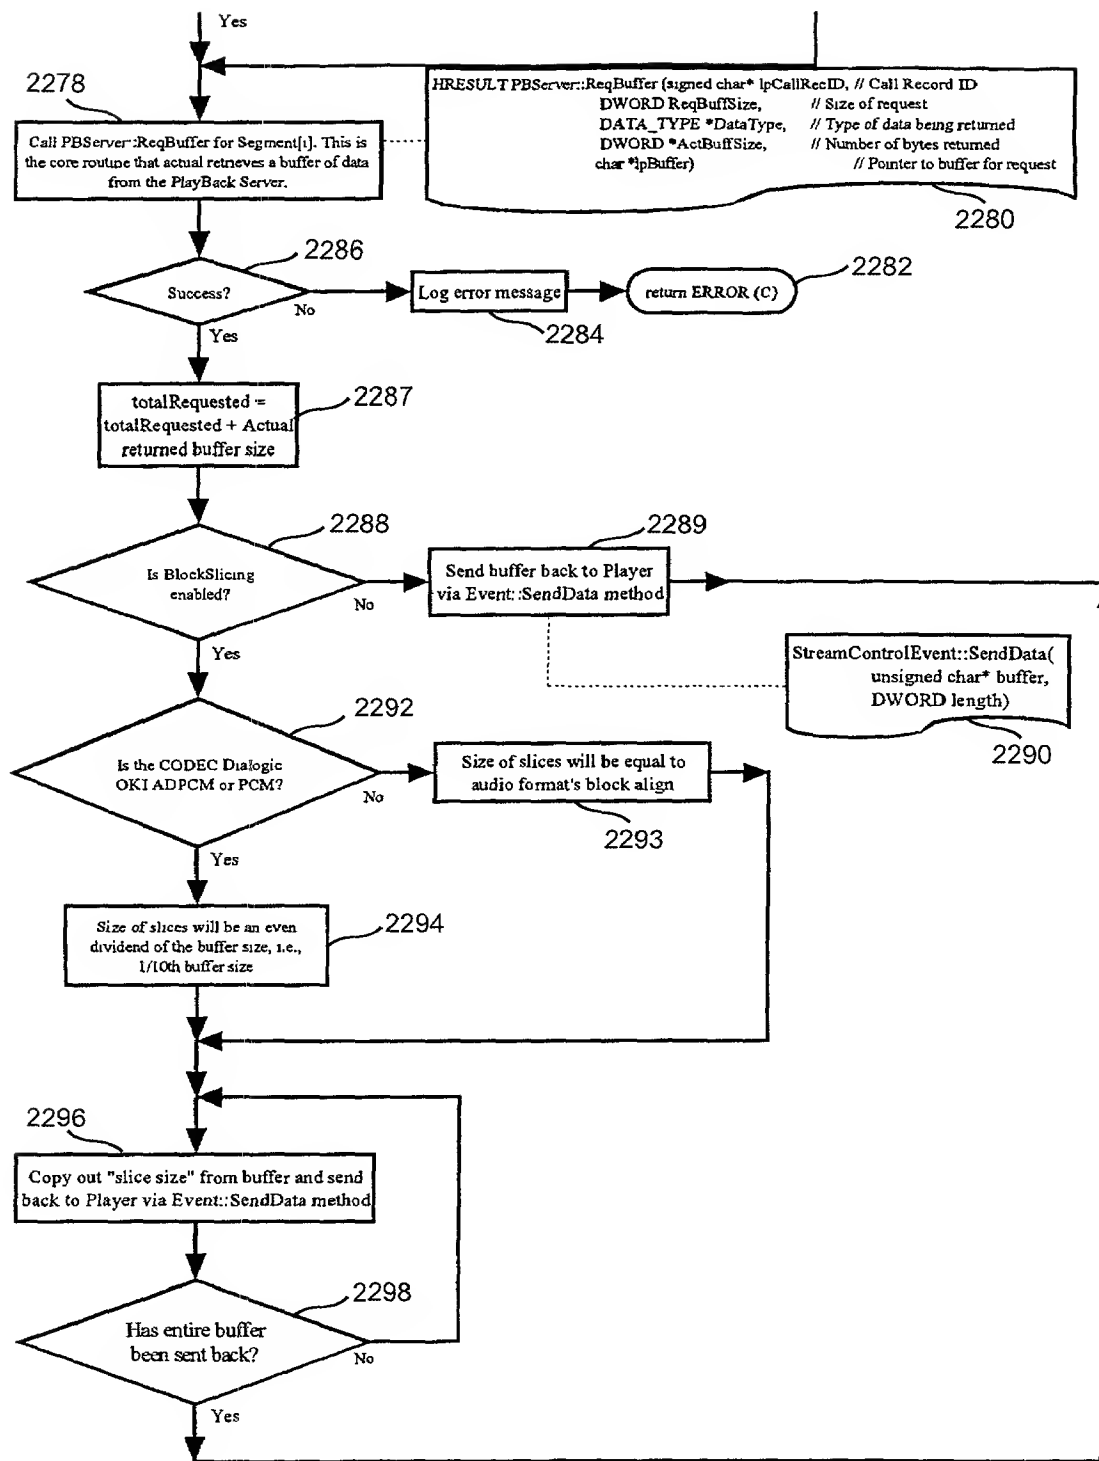 Yes
2278
HRESULT PBServer::ReqBuffer (signed char* lpCallRecID, // Call Record ID
DWORD ReqBuffSize, // Size of request
DATA_TYPE *DataType, // Type of data being returned
DWORD *ActBuffSize, // Number of bytes returned
char *lpBuffer) // Pointer to buffer for request
2280
Call PBServer::ReqBuffer for Segment[i]. This is
the core routine that actual retrieves a buffer of data
from the PlayBack Server.
2286
Success?
No
Log error message
2284
return ERROR (C)
2282
Yes
totalRequested =
totalRequested + Actual
returned buffer size
2287
2288
Is BlockSlicing
enabled?
No
2289
Send buffer back to Player
via Event::SendData method
Yes
StreamControlEvent::SendData(
unsigned char* buffer,
DWORD length)
2290
2292
Is the CODEC Dialogic
OKI ADPCM or PCM?
No
Size of slices will be equal to
audio format's block align
2293
Yes
Size of slices will be an even
dividend of the buffer size, i.e.,
1/10th buffer size
2294
2296
Copy out "slice size" from buffer and send
back to Player via Event::SendData method
2298
Has entire buffer
been sent back?
No
Yes